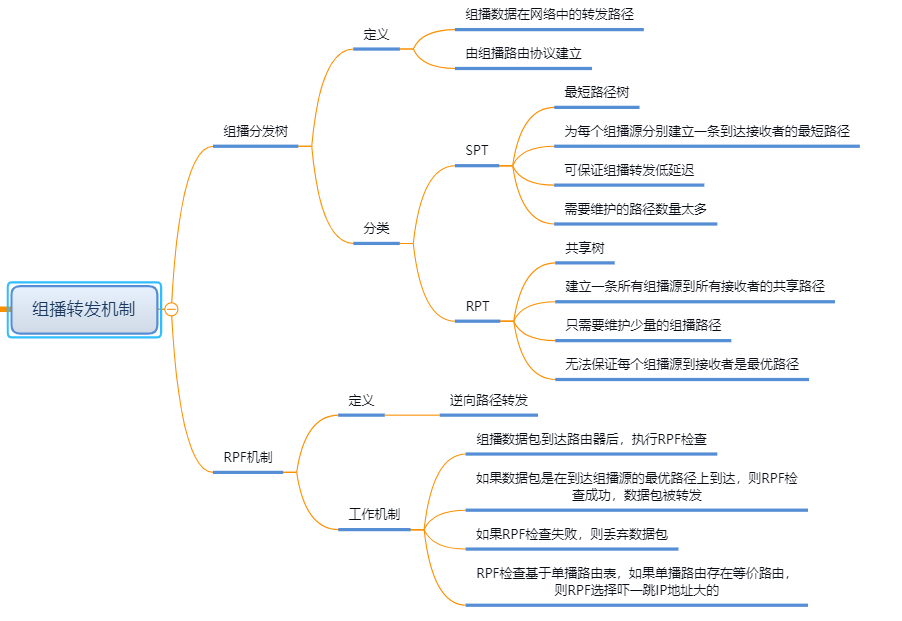 组播转发机制
组播分发树
定义
组播数据在网络中的转发路径
由组播路由协议建立
分类
SPT
最短路径树
为每个组播源分别建立一条到达接收者的最短路径
可保证组播转发低延迟
需要维护的路径数量太多
RPT
共享树
建立一条所有组播源到所有接收者的共享路径
只需要维护少量的组播路径
无法保证每个组播源到接收者是最优路径
RPF机制
定义
逆向路径转发
工作机制
组播数据包到达路由器后，执行RPF检查
如果数据包是在到达组播源的最优路径上到达，则RPF检
查成功，数据包被转发
如果RPF检查失败，则丢弃数据包
RPF检查基于单播路由表，如果单播路由存在等价路由，
则RPF选择吓一跳IP地址大的